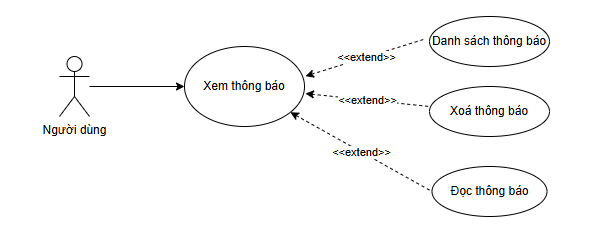 Danh sách thông báo
<<extend>>
Xem thông báo
<<extend>>
Xoá thông báo
Người dùng
<<extend>>
Đọc thông báo